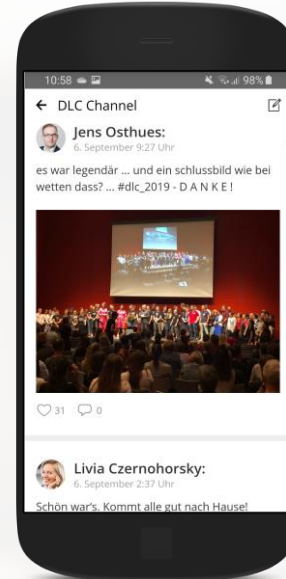 10:58
98%
DLC Channel
Jens Osthues:
6. September 9:27 Uhr
es war legendär ... und ein schlussbild wie bei
wetten dass? ... #dlc_2019 - D A N K E !
31 0
Livia Czernohorsky:
6. September 2:37 Uhr
Schön war's. Kommt alle gut nach Hause!